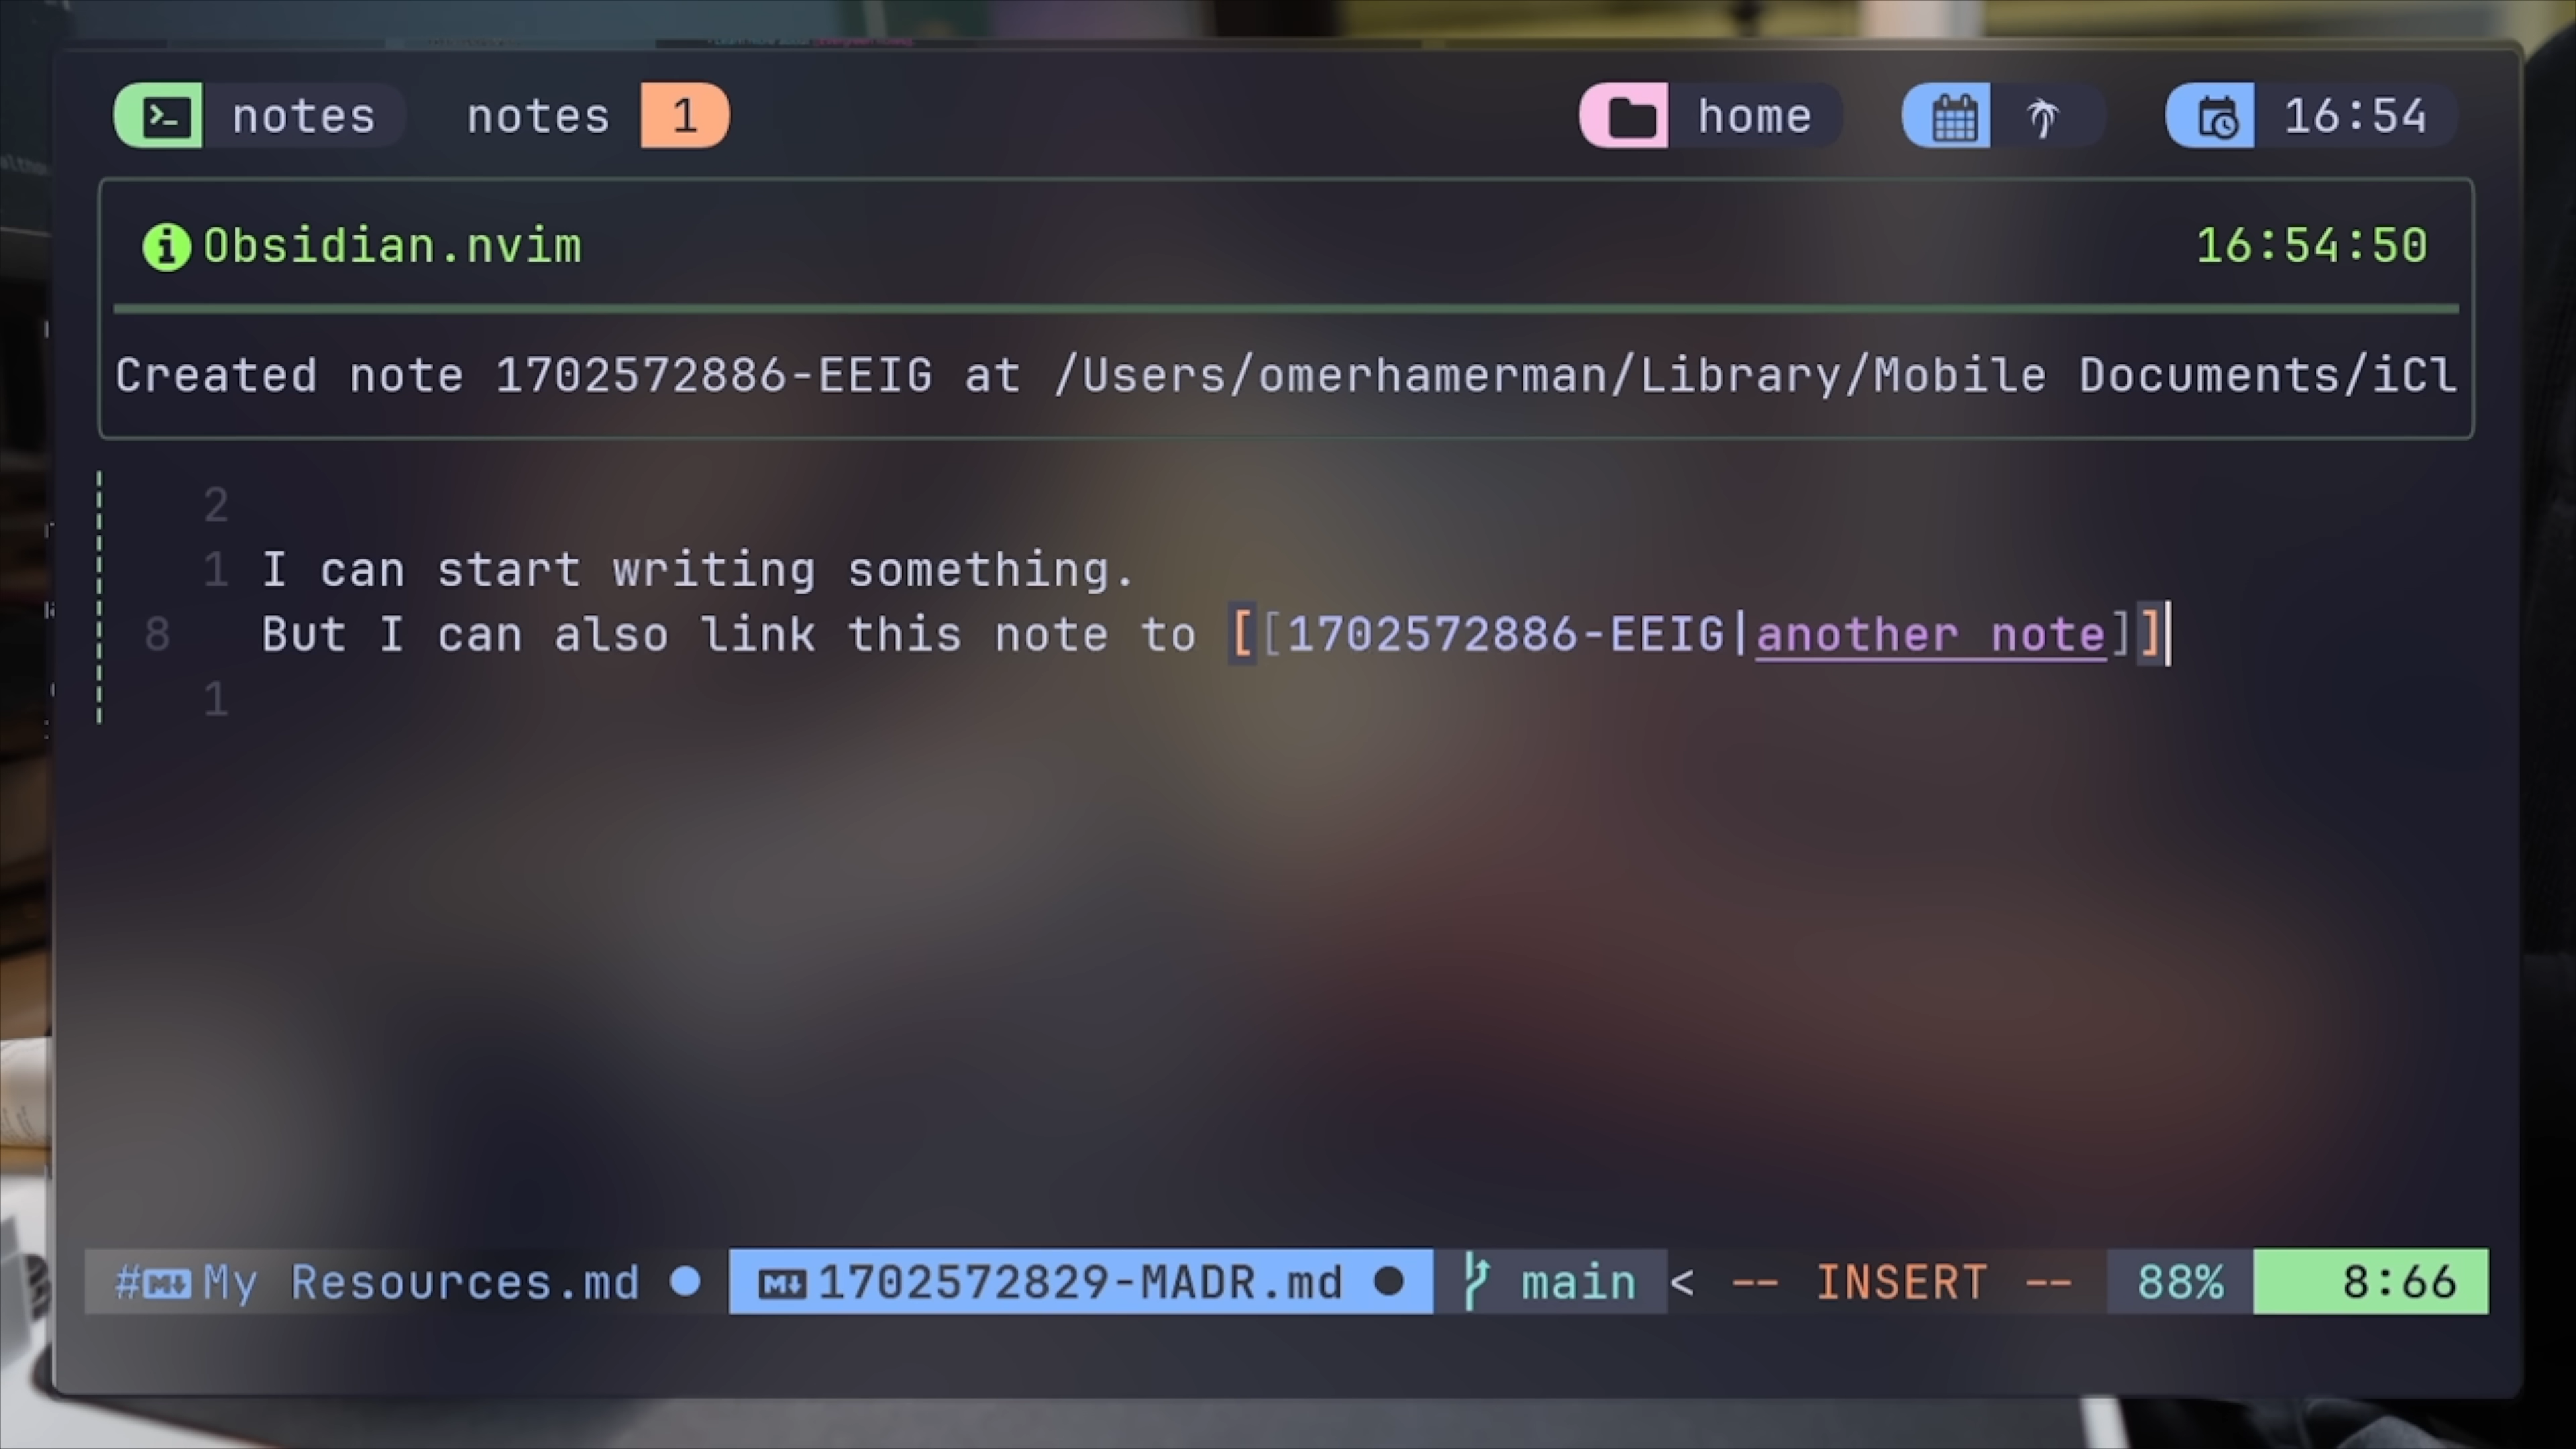 notes notes 1 home 16:54
Obsidian.nvim 16:54:50
Created note 1702572886-EEIG at /Users/omerhamerman/Library/Mobile Documents/iCl
2
1 I can start writing something.
8 But I can also link this note to [[1702572886-EEIG|another note]]
1
#My Resources.md ● 1702572829-MADR.md ● main < -- INSERT -- 88% 8:66